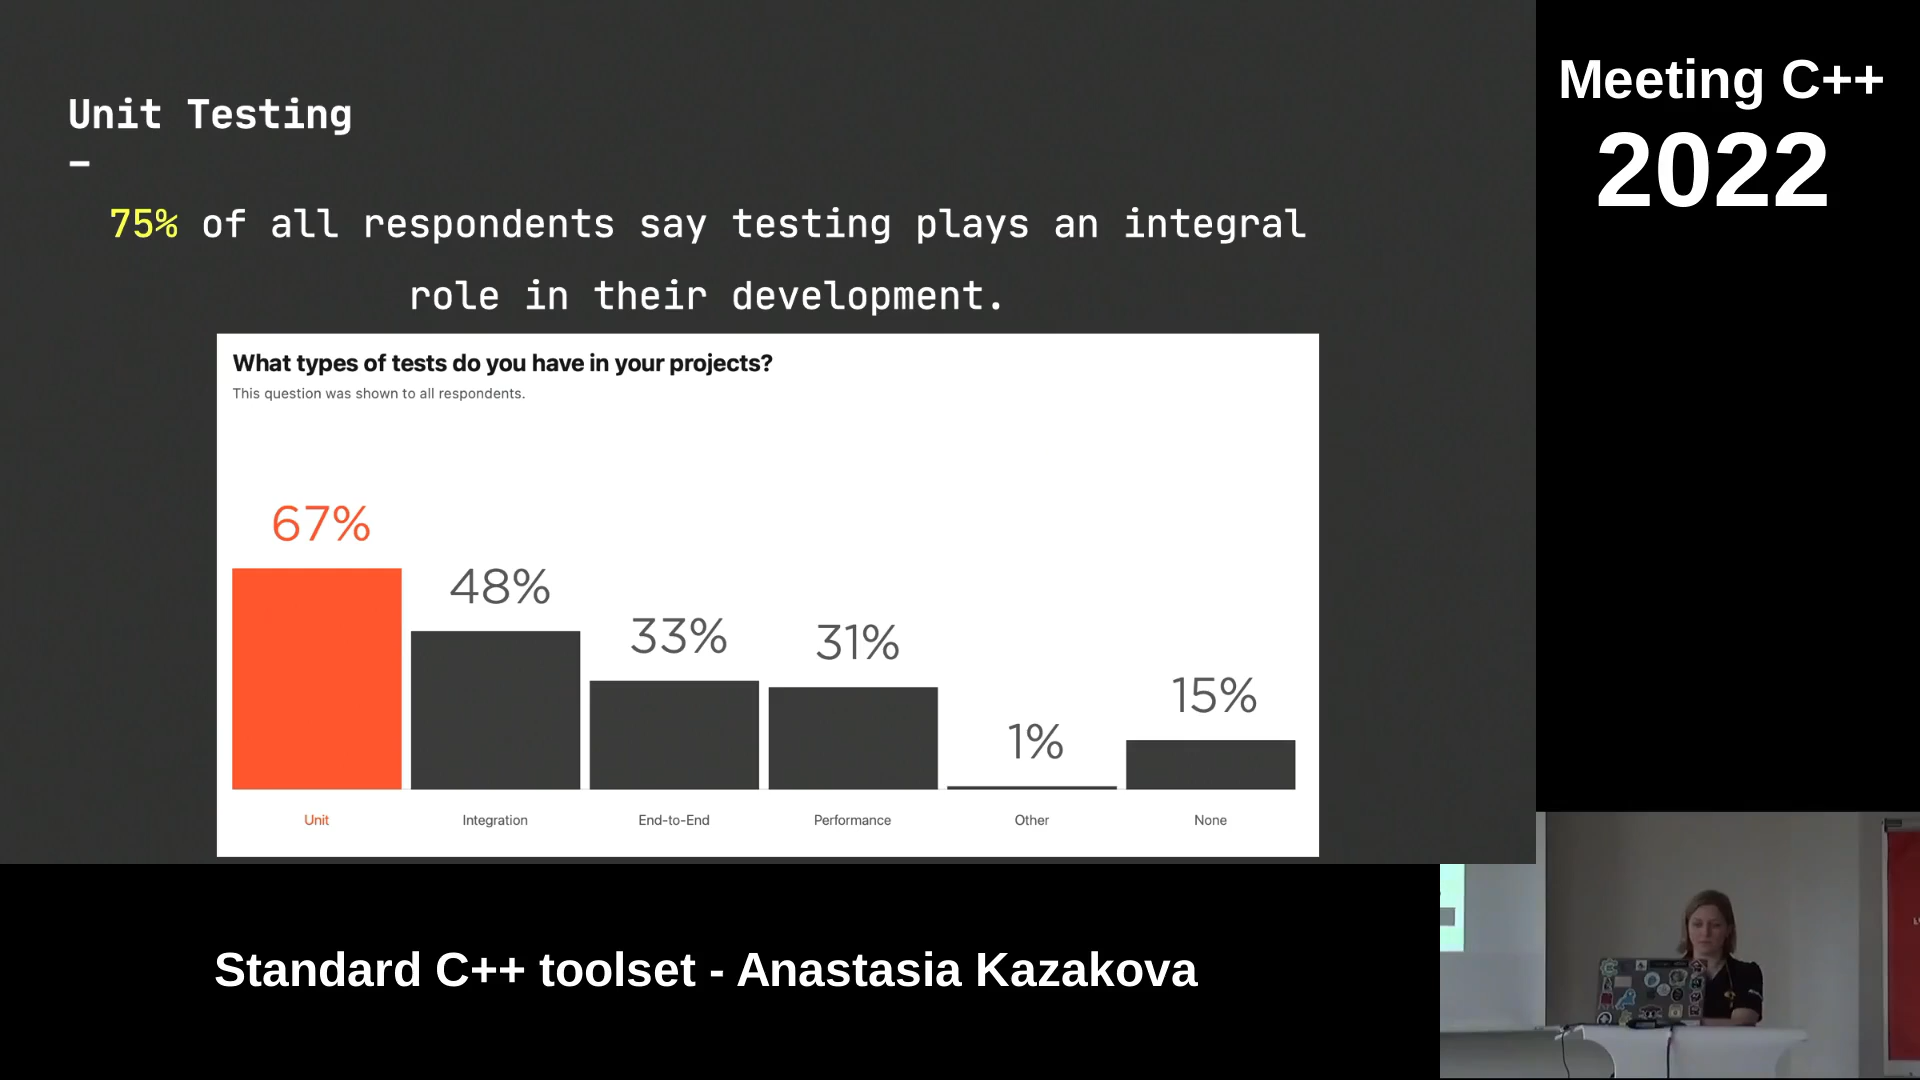 Unit Testing
–
75% of all respondents say testing plays an integral
role in their development.
What types of tests do you have in your projects?
This question was shown to all respondents.
67%
48%
33%
31%
1%
15%
Unit
Integration
End-to-End
Performance
Other
None
Meeting C++
2022
Standard C++ toolset - Anastasia Kazakova